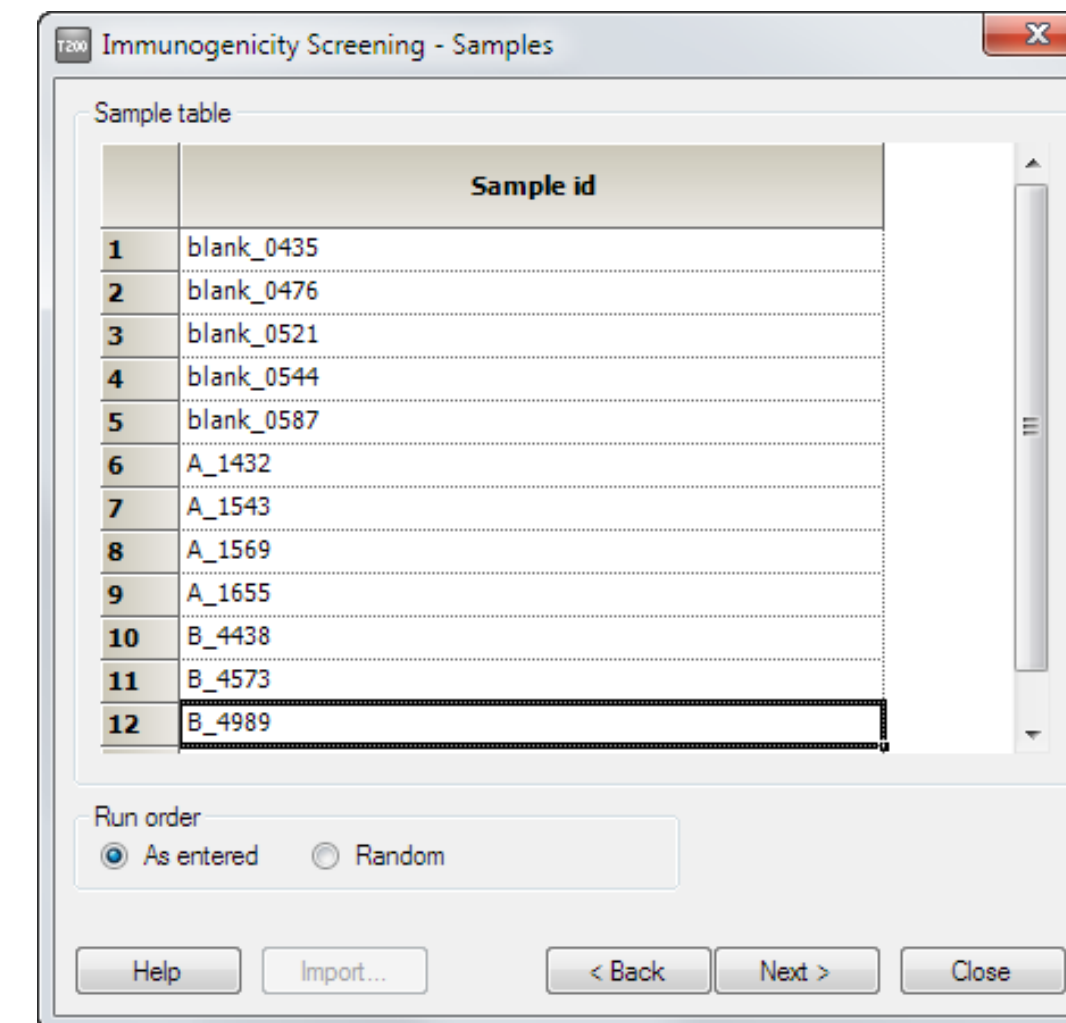 T200 Immunogenicity Screening - Samples
Sample table
Sample id
1 blank_0435
2 blank_0476
3 blank_0521
4 blank_0544
5 blank_0587
6 A_1432
7 A_1543
8 A_1569
9 A_1655
10 B_4438
11 B_4573
12 B_4989
Run order
As entered Random
Help Import... < Back Next > Close